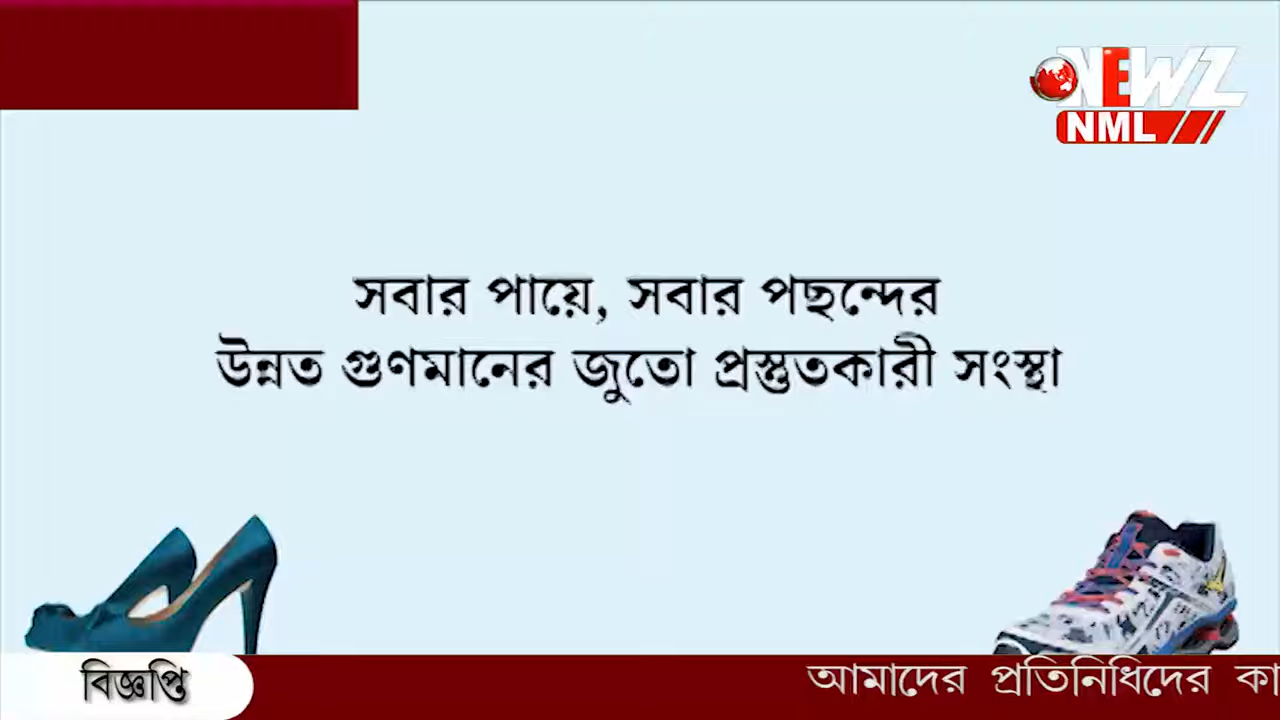 NEWZ
NML
সবার পায়ে, সবার পছন্দের
উন্নত গুণমানের জুতো প্রস্তুতকারী সংস্থা
বিজ্ঞপ্তি
আমাদের প্রতিনিধিদের কা